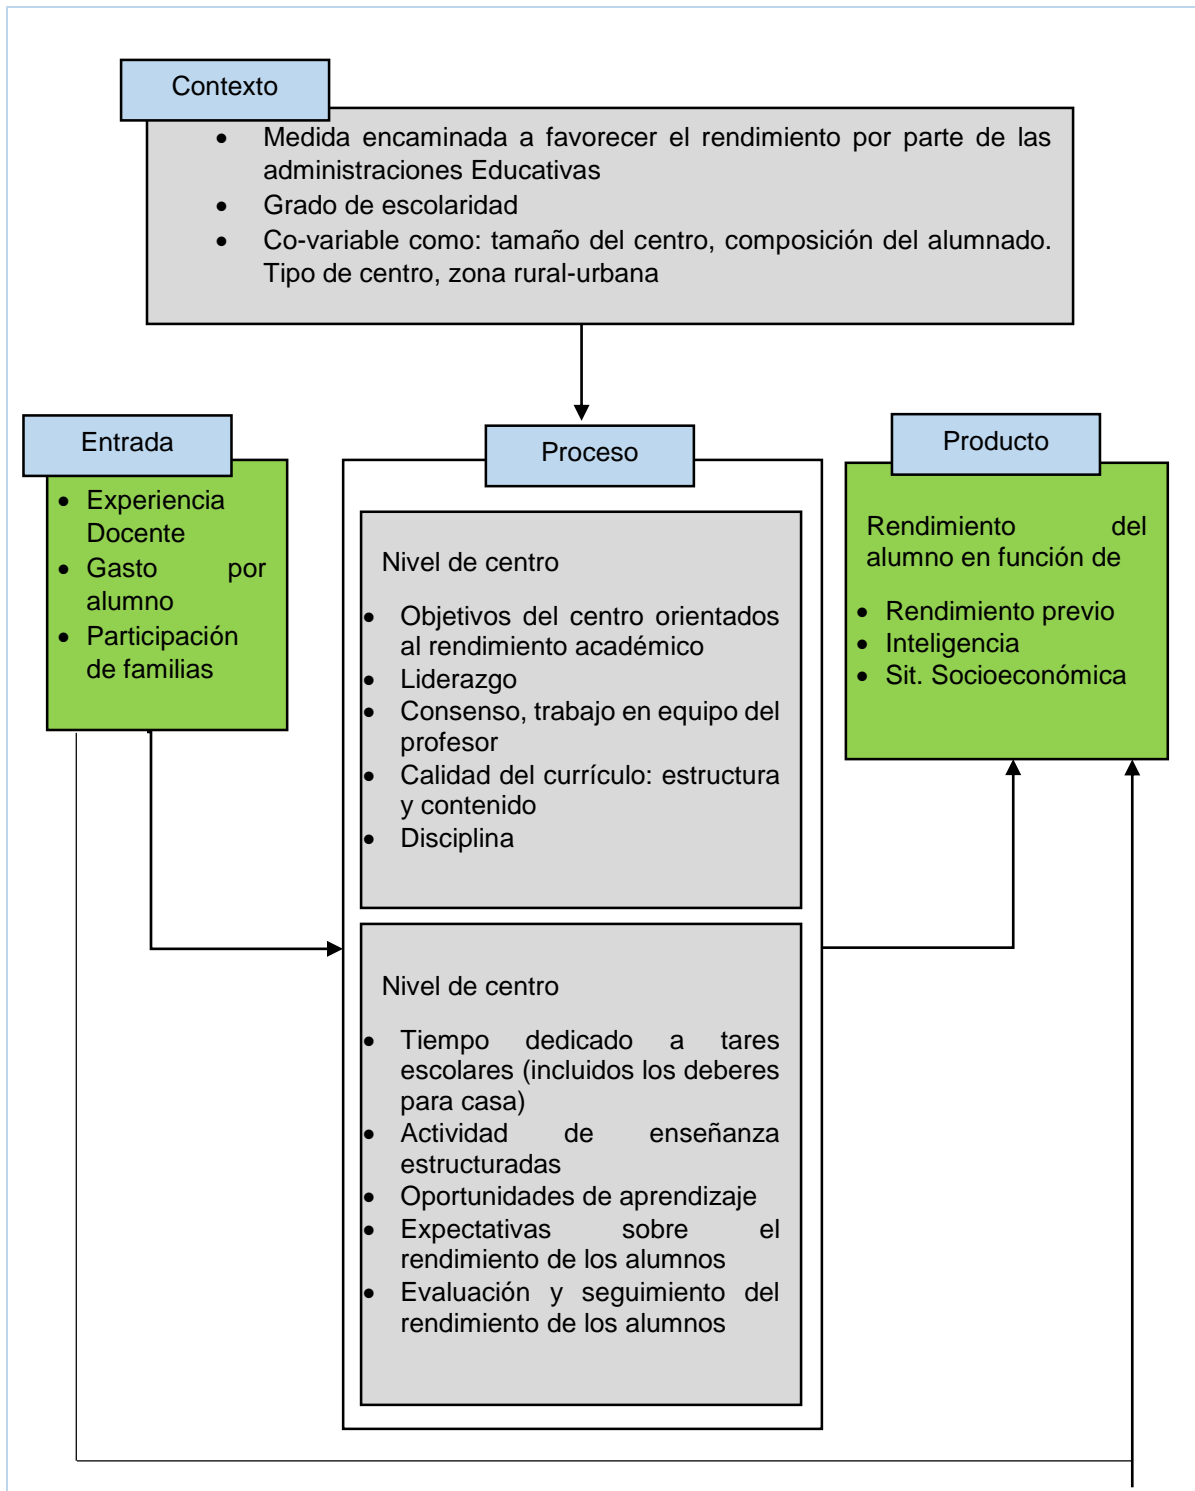 Contexto
• Medida encaminada a favorecer el rendimiento por parte de las
administraciones Educativas
• Grado de escolaridad
• Co-variable como: tamaño del centro, composición del alumnado.
Tipo de centro, zona rural-urbana
Entrada
• Experiencia
Docente
• Gasto por
alumno
• Participación
de familias
Proceso
Nivel de centro
• Objetivos del centro orientados
al rendimiento académico
• Liderazgo
• Consenso, trabajo en equipo del
profesor
• Calidad del currículo: estructura
y contenido
• Disciplina
Nivel de centro
• Tiempo dedicado a tares
escolares (incluidos los deberes
para casa)
• Actividad de enseñanza
estructuradas
• Oportunidades de aprendizaje
• Expectativas sobre el
rendimiento de los alumnos
• Evaluación y seguimiento del
rendimiento de los alumnos
Producto
Rendimiento del
alumno en función de
• Rendimiento previo
• Inteligencia
• Sit. Socioeconómica